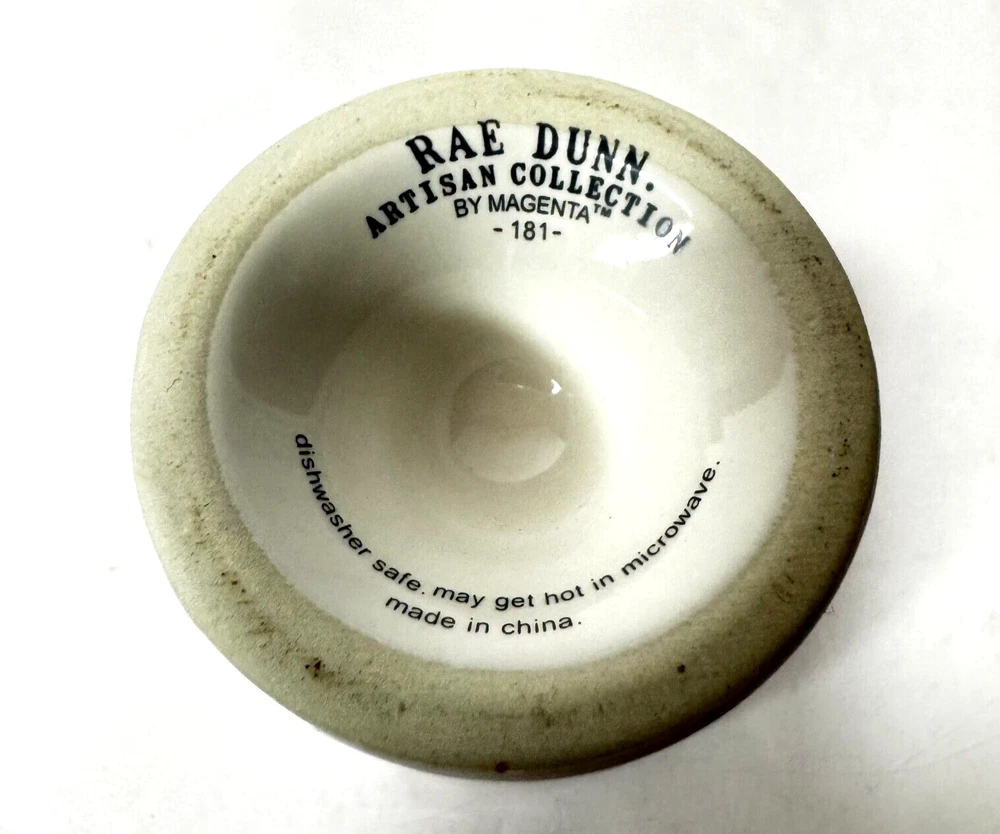 RAE DUNN.
ARTISAN COLLECTION
BY MAGENTA™
-181-
dishwasher safe. may get hot in microwave.
made in china.